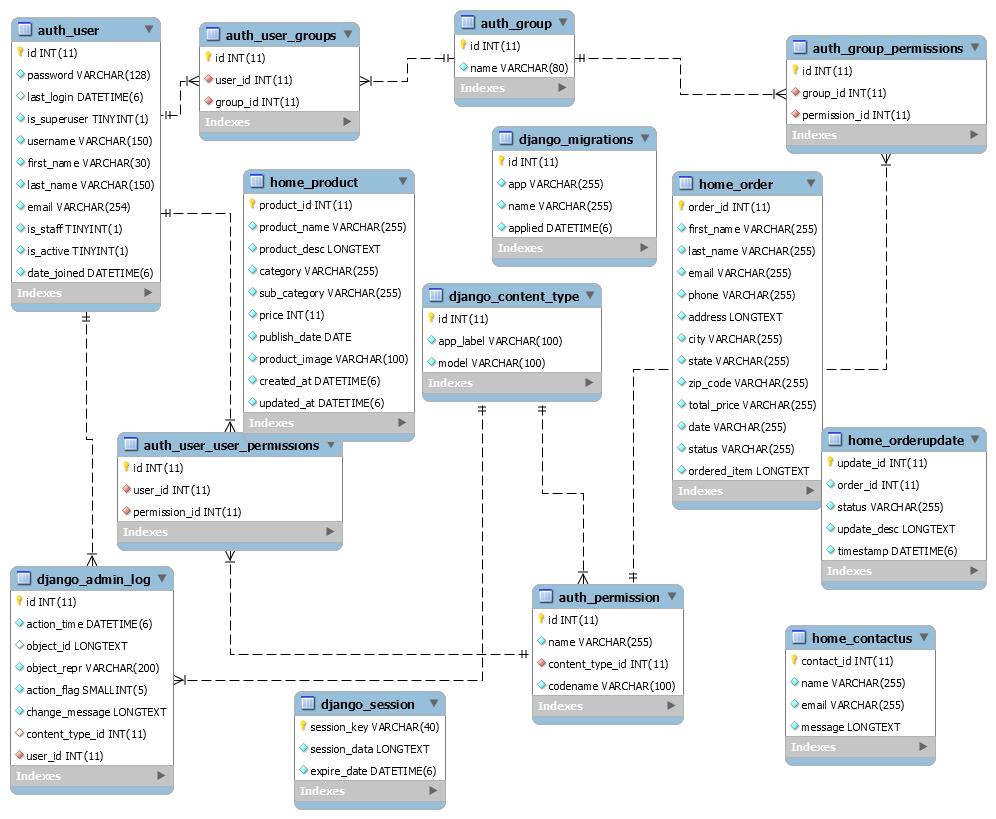 auth_user
id INT(11)
password VARCHAR(128)
last_login DATETIME(6)
is_superuser TINYINT(1)
username VARCHAR(150)
first_name VARCHAR(30)
last_name VARCHAR(150)
email VARCHAR(254)
is_staff TINYINT(1)
is_active TINYINT(1)
date_joined DATETIME(6)
Indexes
auth_user_groups
id INT(11)
user_id INT(11)
group_id INT(11)
Indexes
auth_group
id INT(11)
name VARCHAR(80)
Indexes
auth_group_permissions
id INT(11)
group_id INT(11)
permission_id INT(11)
Indexes
django_migrations
id INT(11)
app VARCHAR(255)
name VARCHAR(255)
applied DATETIME(6)
Indexes
home_product
product_id INT(11)
product_name VARCHAR(255)
product_desc LONGTEXT
category VARCHAR(255)
sub_category VARCHAR(255)
price INT(11)
publish_date DATE
product_image VARCHAR(100)
created_at DATETIME(6)
updated_at DATETIME(6)
Indexes
home_order
order_id INT(11)
first_name VARCHAR(255)
last_name VARCHAR(255)
email VARCHAR(255)
phone VARCHAR(255)
address LONGTEXT
city VARCHAR(255)
state VARCHAR(255)
zip_code VARCHAR(255)
total_price VARCHAR(255)
date VARCHAR(255)
status VARCHAR(255)
ordered_item LONGTEXT
Indexes
django_content_type
id INT(11)
app_label VARCHAR(100)
model VARCHAR(100)
Indexes
auth_user_user_permissions
id INT(11)
user_id INT(11)
permission_id INT(11)
Indexes
home_orderupdate
update_id INT(11)
order_id INT(11)
status VARCHAR(255)
update_desc LONGTEXT
timestamp DATETIME(6)
Indexes
django_admin_log
id INT(11)
action_time DATETIME(6)
object_id LONGTEXT
object_repr VARCHAR(200)
action_flag SMALLINT(5)
change_message LONGTEXT
content_type_id INT(11)
user_id INT(11)
Indexes
auth_permission
id INT(11)
name VARCHAR(255)
content_type_id INT(11)
codename VARCHAR(100)
Indexes
home_contactus
contact_id INT(11)
name VARCHAR(255)
email VARCHAR(255)
message LONGTEXT
Indexes
django_session
session_key VARCHAR(40)
session_data LONGTEXT
expire_date DATETIME(6)
Indexes